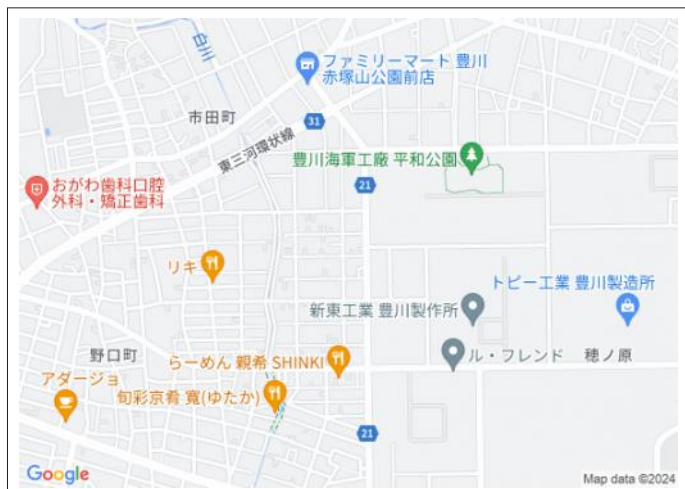 白川
ファミリーマート 豊川
赤塚山公園前店
市田町
31
東三河環状線
豊川海軍工廠 平和公園
21
おがわ歯科口腔
外科・矯正歯科
リキ
トピー工業 豊川製造所
新東工業 豊川製作所
野口町
らーめん 親希 SHINKI
ル・フレンド
穂ノ原
アダージョ
旬彩京肴 寛(ゆたか)
21
Google
Map data ©2024